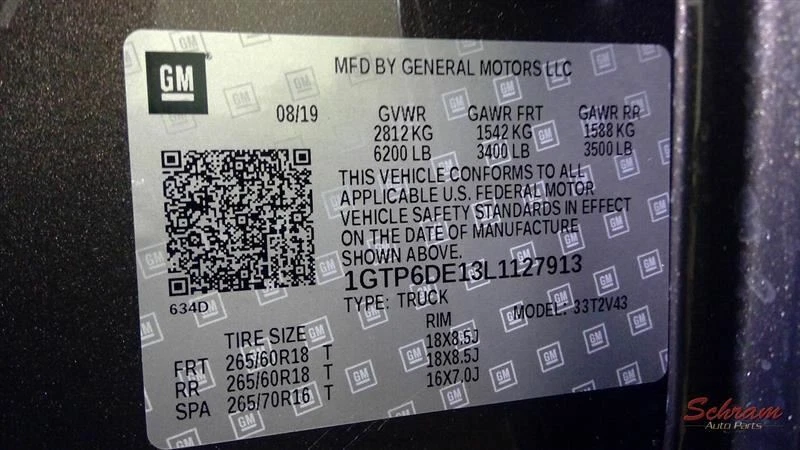 GM
MFD BY GENERAL MOTORS LLC
08/19 GVWR GAWR FRT GAWR RR
2812 KG 1542 KG 1588 KG
6200 LB 3400 LB 3500 LB
THIS VEHICLE CONFORMS TO ALL
APPLICABLE U.S. FEDERAL MOTOR
VEHICLE SAFETY STANDARDS IN EFFECT
ON THE DATE OF MANUFACTURE
SHOWN ABOVE.
1GTP6DE13L1127913
634D
TYPE: TRUCK MODEL: 33T2V43
TIRE SIZE RIM
FRT 265/60R18 T 18X8.5J
RR 265/60R18 T 18X8.5J
SPA 265/70R16 T 16X7.0J
Schram
Auto Parts